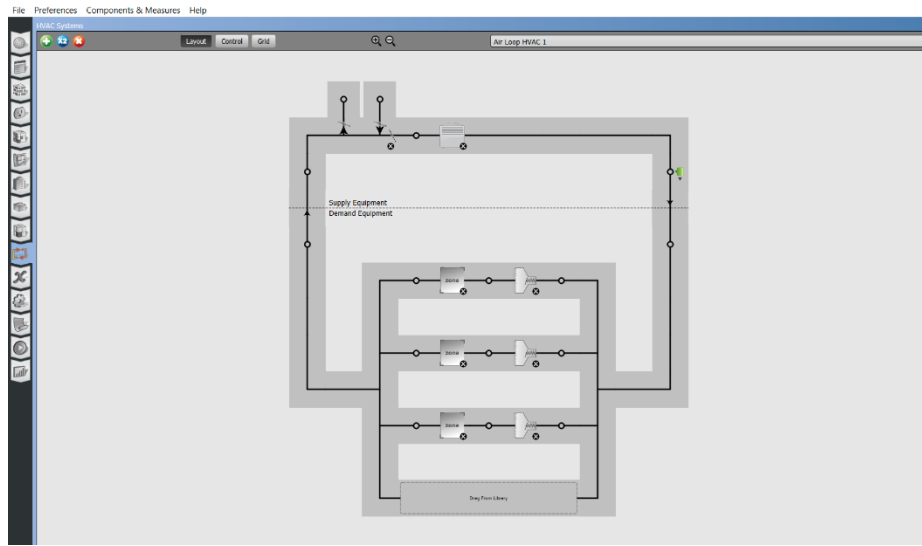 File Preferences Components & Measures Help
HVAC Systems
x2 Layout Control Grid Air Loop HVAC 1
Supply Equipment
Demand Equipment
zone
zone
zone
Drag From Library